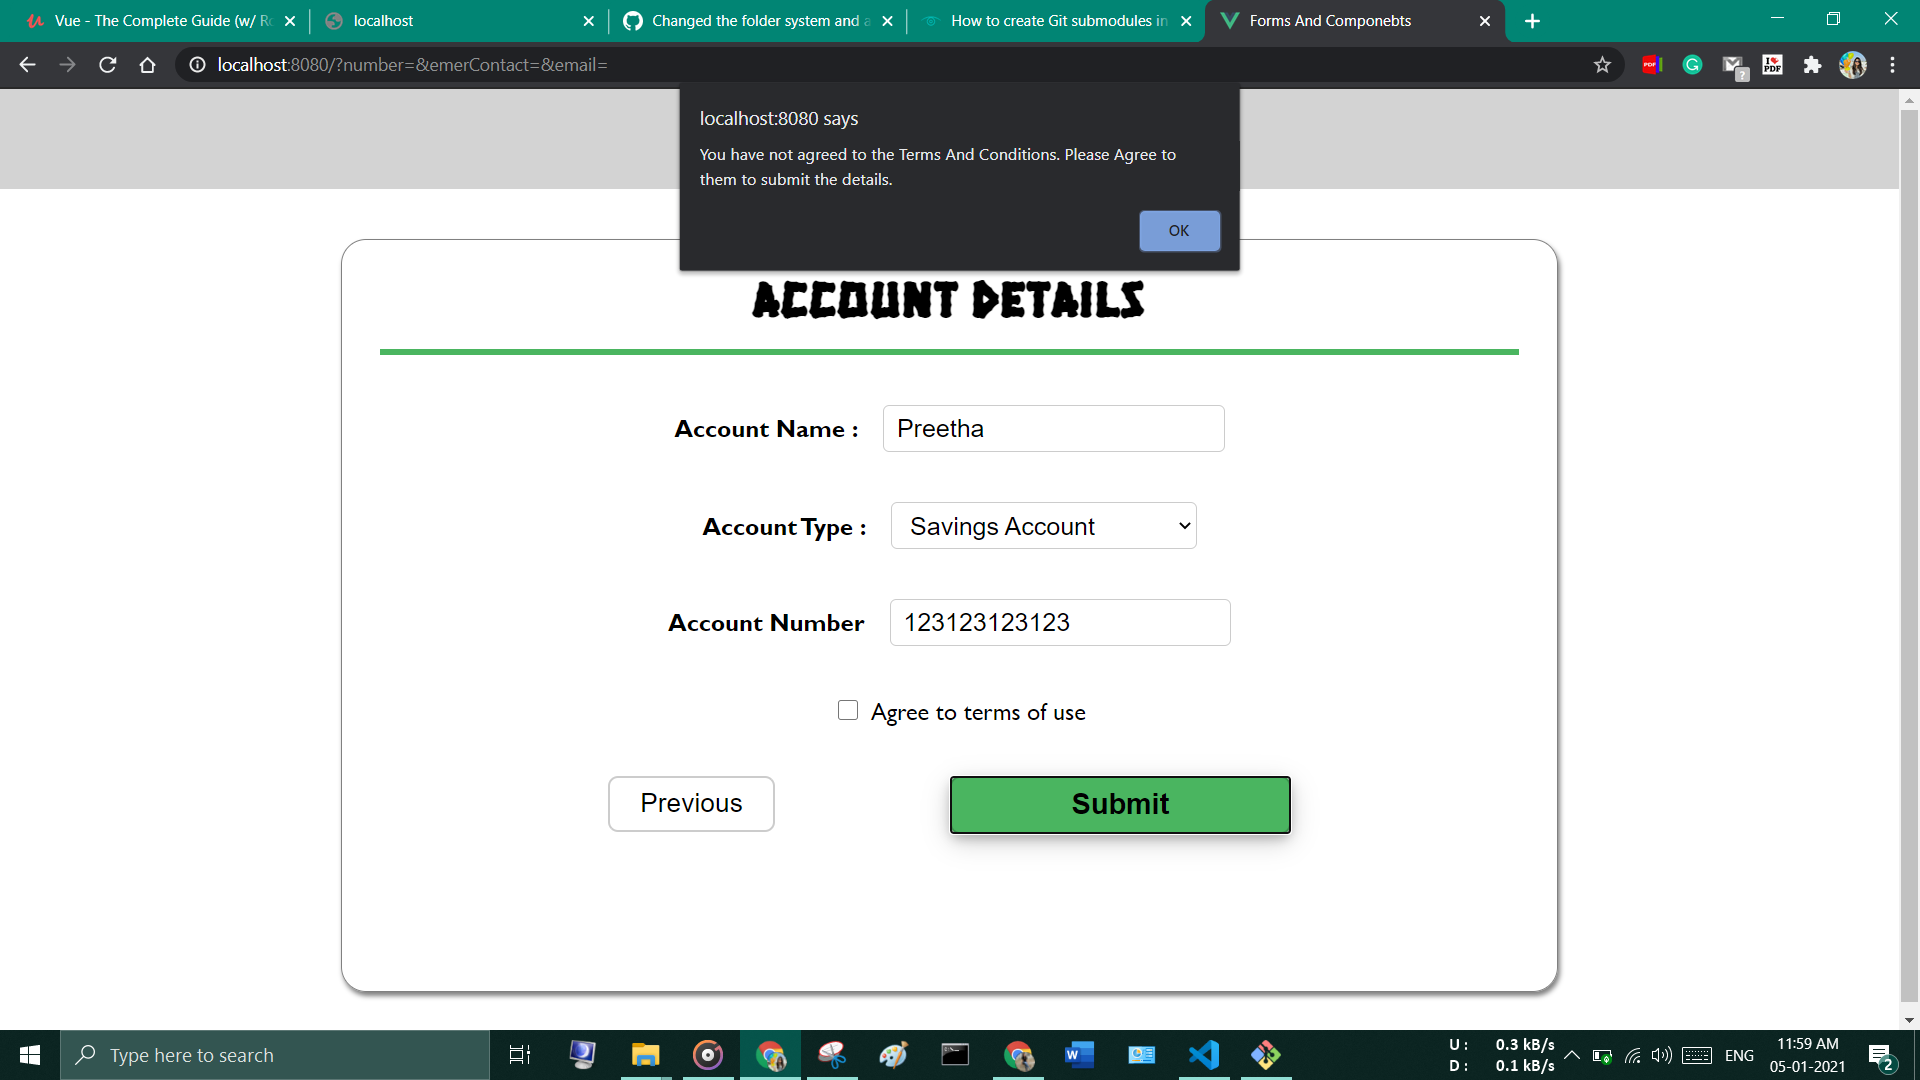 Vue - The Complete Guide (w/ Ro
localhost
Changed the folder system and a
How to create Git submodules in
Forms And Componebts
localhost:8080/?number=&emerContact=&email=
localhost:8080 says
You have not agreed to the Terms And Conditions. Please Agree to
them to submit the details.
OK
ACCOUNT DETAILS
Account Name :
Preetha
Account Type :
Savings Account
Account Number
123123123123
Agree to terms of use
Previous
Submit
Type here to search
U : 0.3 kB/s
D : 0.1 kB/s
ENG
11:59 AM
05-01-2021
2